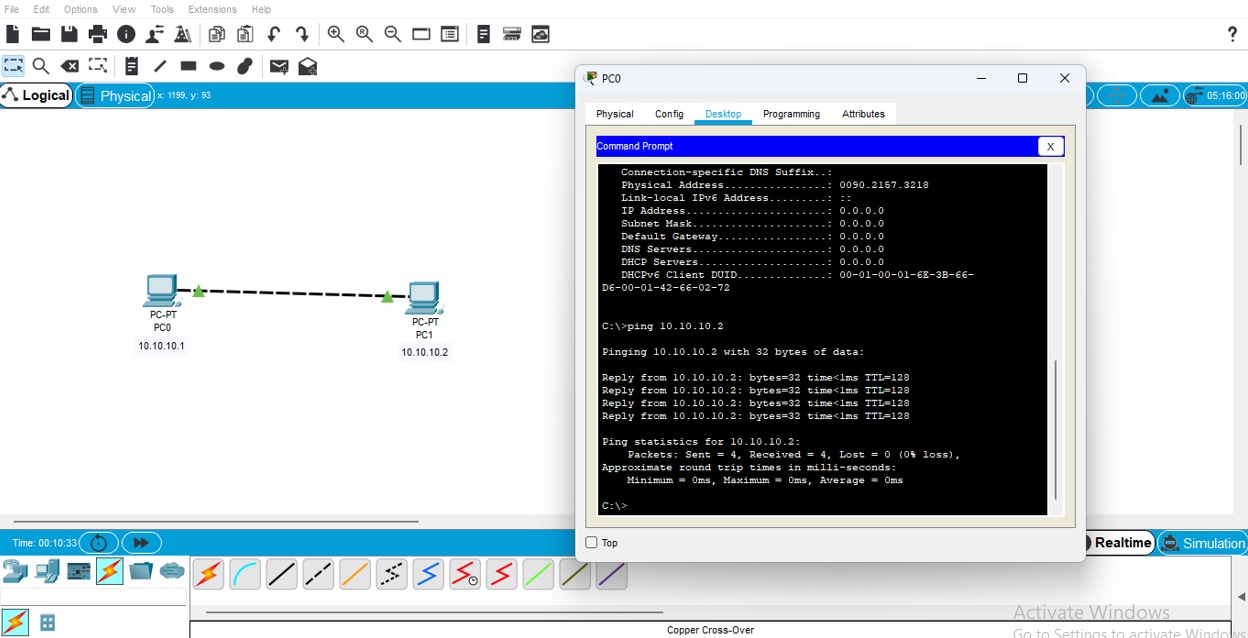 File Edit Options View Tools Extensions Help
?
Logical Physical x: 1199, y: 93
05:16:00
PC-PT
PC0
10.10.10.1
PC-PT
PC1
10.10.10.2
PC0
Physical Config Desktop Programming Attributes
Command Prompt
X
Connection-specific DNS Suffix..:
Physical Address................: 0090.2157.3218
Link-local IPv6 Address.........: ::
IP Address......................: 0.0.0.0
Subnet Mask.....................: 0.0.0.0
Default Gateway.................: 0.0.0.0
DNS Servers.....................: 0.0.0.0
DHCP Servers....................: 0.0.0.0
DHCPv6 Client DUID..............: 00-01-00-01-6E-3B-66-
D6-00-01-42-66-02-72
C:\>ping 10.10.10.2
Pinging 10.10.10.2 with 32 bytes of data:
Reply from 10.10.10.2: bytes=32 time<1ms TTL=128
Reply from 10.10.10.2: bytes=32 time<1ms TTL=128
Reply from 10.10.10.2: bytes=32 time<1ms TTL=128
Reply from 10.10.10.2: bytes=32 time<1ms TTL=128
Ping statistics for 10.10.10.2:
Packets: Sent = 4, Received = 4, Lost = 0 (0% loss),
Approximate round trip times in milli-seconds:
Minimum = 0ms, Maximum = 0ms, Average = 0ms
C:\>
Top
Time: 00:10:33
Realtime Simulation
Copper Cross-Over
Activate Windows
Go to Settings to activate Windows